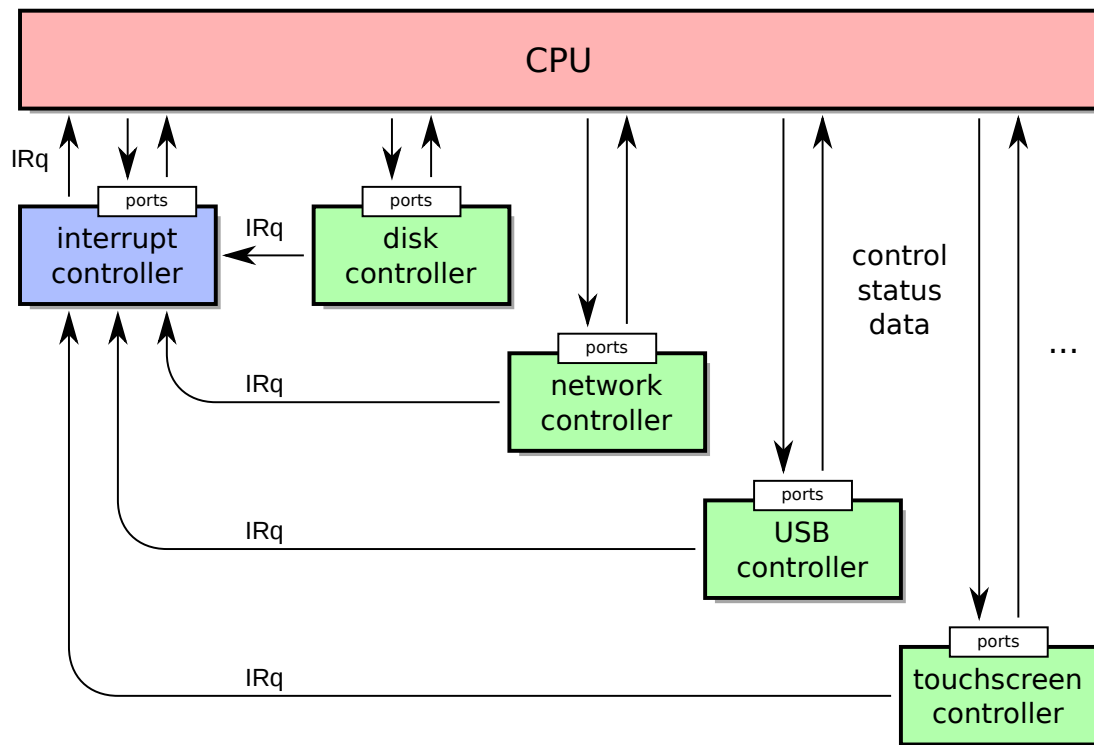 CPU
IRq
ports
interrupt
controller
IRq
ports
disk
controller
control
status
data
...
ports
network
controller
IRq
ports
USB
controller
IRq
ports
touchscreen
controller
IRq